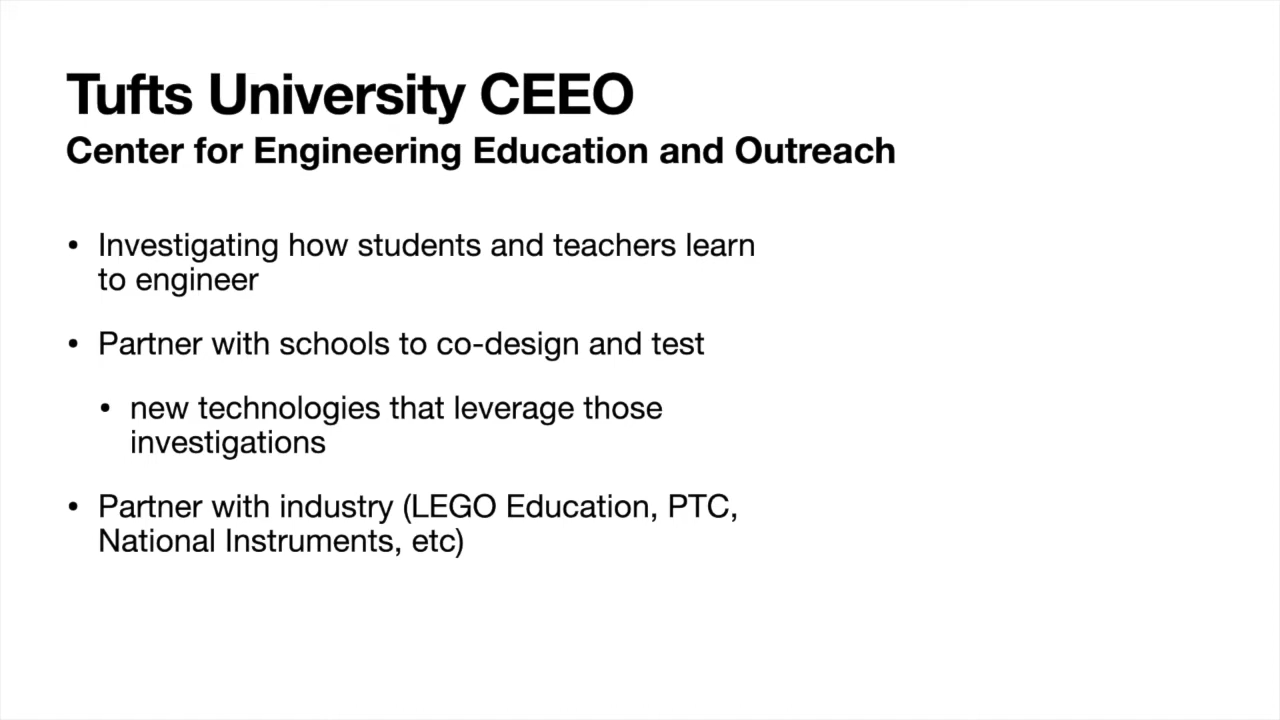 Tufts University CEEO
Center for Engineering Education and Outreach
• Investigating how students and teachers learn
to engineer
• Partner with schools to co-design and test
• new technologies that leverage those
investigations
• Partner with industry (LEGO Education, PTC,
National Instruments, etc)